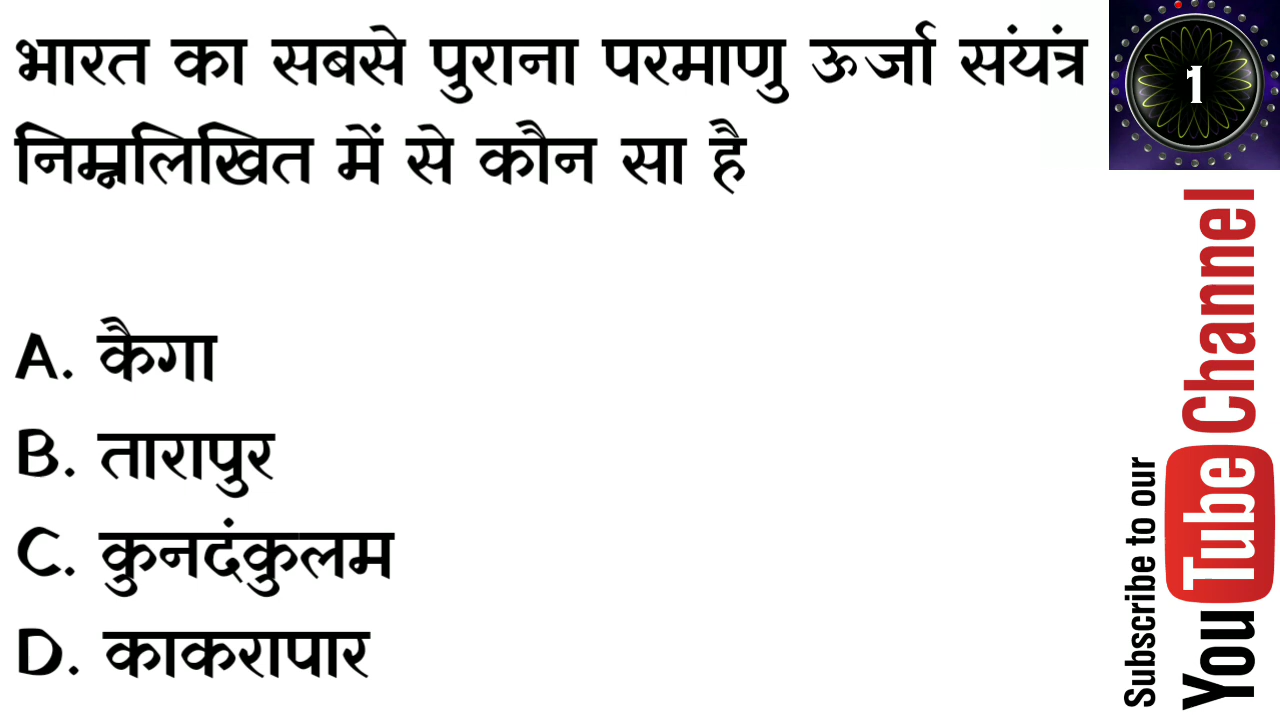 भारत का सबसे पुराना परमाणु ऊर्जा संयंत्र
निम्नलिखित में से कौन सा है
1
A. कैगा
B. तारापुर
C. कुनदंकुलम
D. काकरापार
Subscribe to our
YouTube Channel